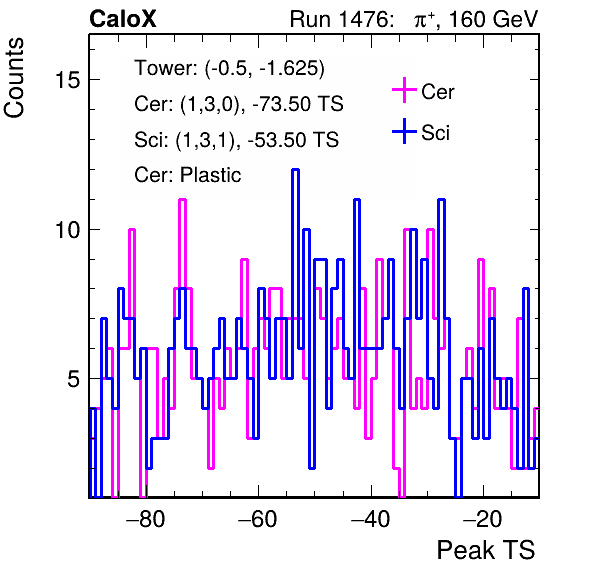 CaloX Run 1476: π⁺, 160 GeV
Counts
Tower: (-0.5, -1.625)
Cer: (1,3,0), -73.50 TS
Sci: (1,3,1), -53.50 TS
Cer: Plastic
Cer
Sci
15
10
5
−80 −60 −40 −20
Peak TS